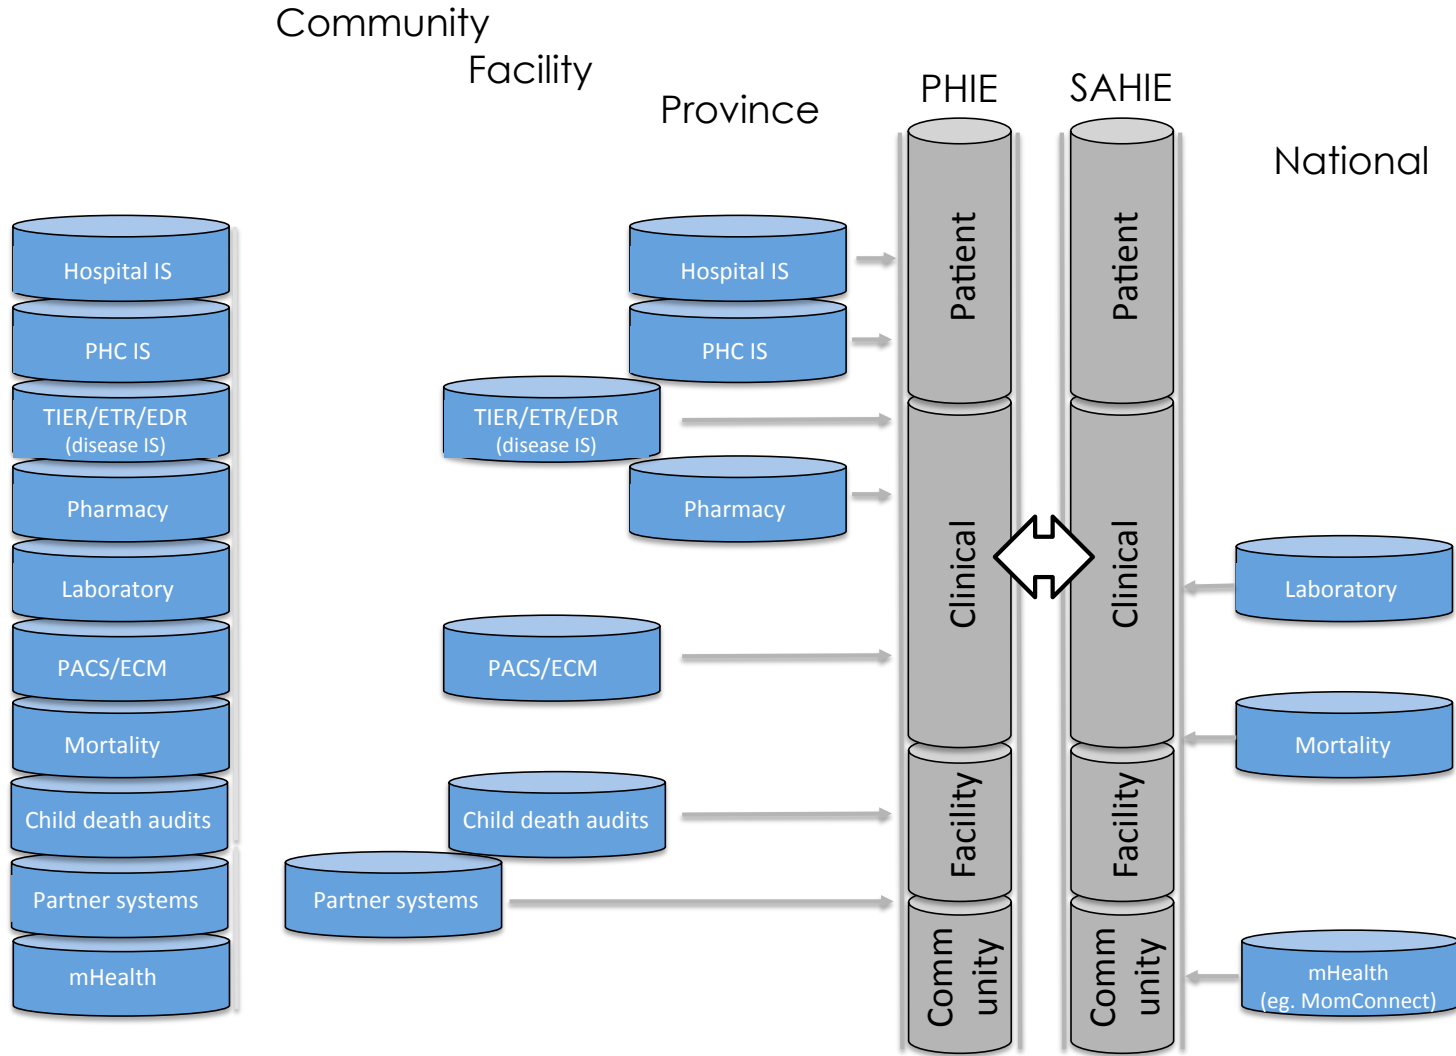 Community
Facility
Province
PHIE
SAHIE
National
Hospital IS
PHC IS
TIER/ETR/EDR
(disease IS)
Pharmacy
Laboratory
PACS/ECM
Mortality
Child death audits
Partner systems
mHealth
Partner systems
TIER/ETR/EDR
(disease IS)
PACS/ECM
Child death audits
Hospital IS
PHC IS
Pharmacy
Patient
Clinical
Facility
Comm
unity
Patient
Clinical
Facility
Comm
unity
Laboratory
Mortality
mHealth
(eg. MomConnect)